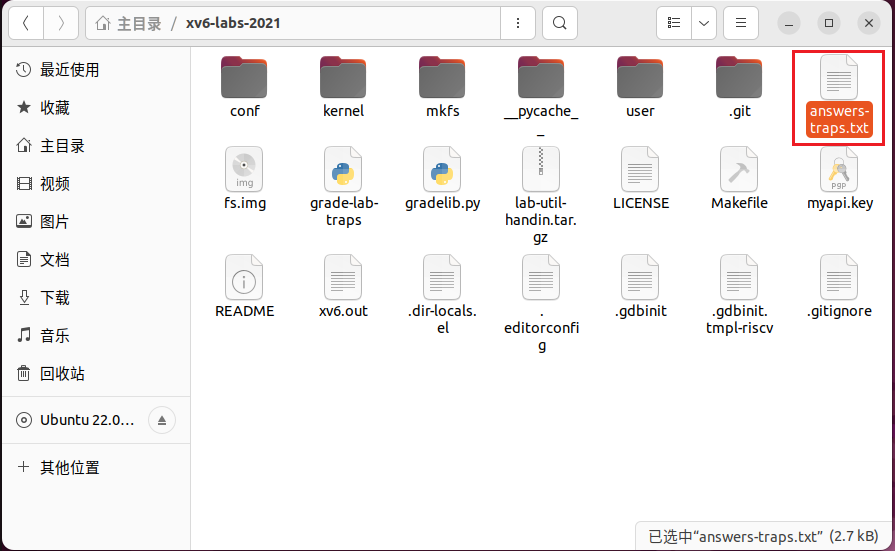 主目录 / xv6-labs-2021
最近使用
收藏
主目录
视频
图片
文档
下载
音乐
回收站
Ubuntu 22.0…
其他位置
conf
kernel
mkfs
__pycache_
_
user
.git
answers-
traps.txt
img
fs.img
grade-lab-
traps
gradelib.py
lab-util-
handin.tar.
gz
LICENSE
Makefile
pgp
myapi.key
README
xv6.out
.dir-locals.
el
.
editorconfi
g
.gdbinit
.gdbinit.
tmpl-riscv
.gitignore
已选中“answers-traps.txt” (2.7 kB)